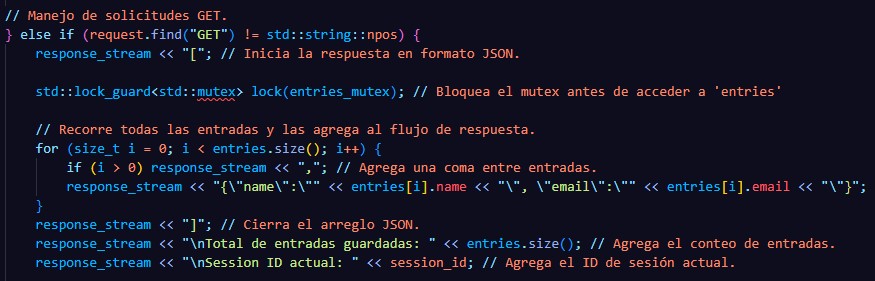 // Manejo de solicitudes GET.
} else if (request.find("GET") != std::string::npos) {
response_stream << "["; // Inicia la respuesta en formato JSON.
std::lock_guard<std::mutex> lock(entries_mutex); // Bloquea el mutex antes de acceder a 'entries'
// Recorre todas las entradas y las agrega al flujo de respuesta.
for (size_t i = 0; i < entries.size(); i++) {
if (i > 0) response_stream << ","; // Agrega una coma entre entradas.
response_stream << "{\"name\":\"" << entries[i].name << "\", \"email\":\"" << entries[i].email << "\"}";
}
response_stream << "]"; // Cierra el arreglo JSON.
response_stream << "\nTotal de entradas guardadas: " << entries.size(); // Agrega el conteo de entradas.
response_stream << "\nSession ID actual: " << session_id; // Agrega el ID de sesión actual.